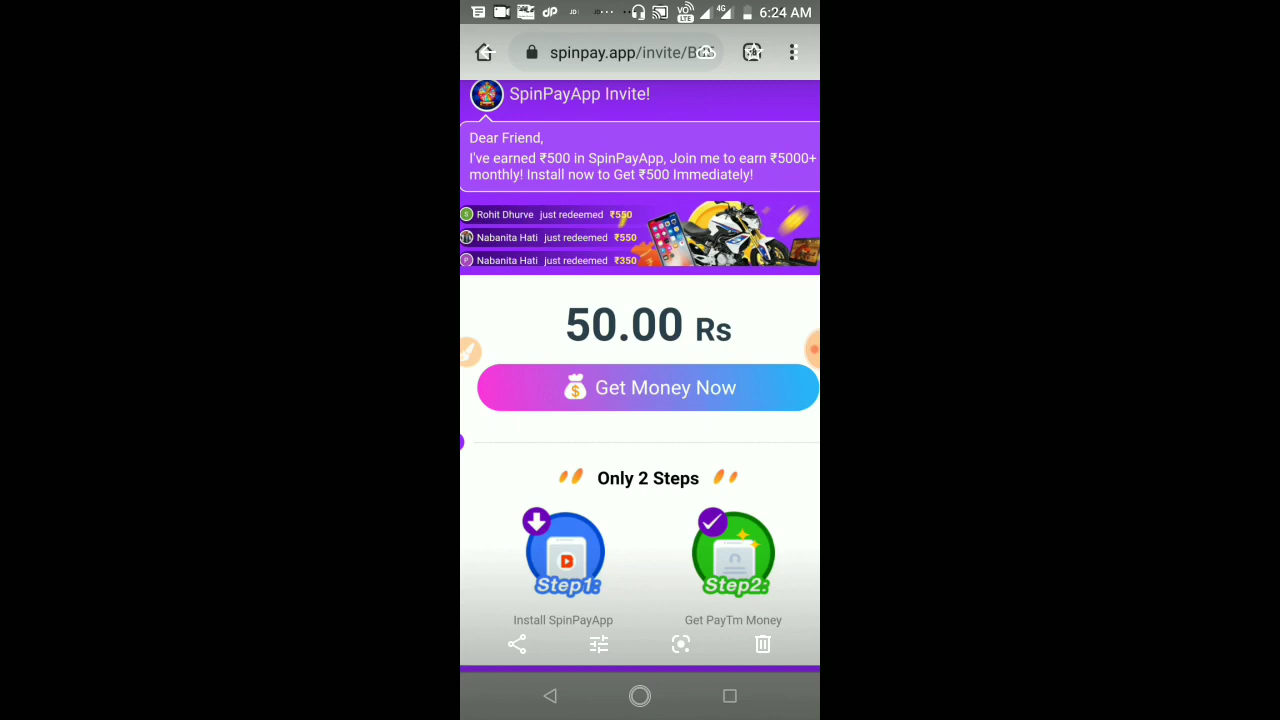 VO
LTE
4G
6:24 AM
spinpay.app/invite/B
SpinPayApp Invite!
Dear Friend,
I've earned ₹500 in SpinPayApp, Join me to earn ₹5000+
monthly! Install now to Get ₹500 Immediately!
Rohit Dhurve just redeemed ₹550
Nabanita Hati just redeemed ₹550
Nabanita Hati just redeemed ₹350
50.00 Rs
Get Money Now
Only 2 Steps
Step1:
Step2:
Install SpinPayApp
Get PayTm Money